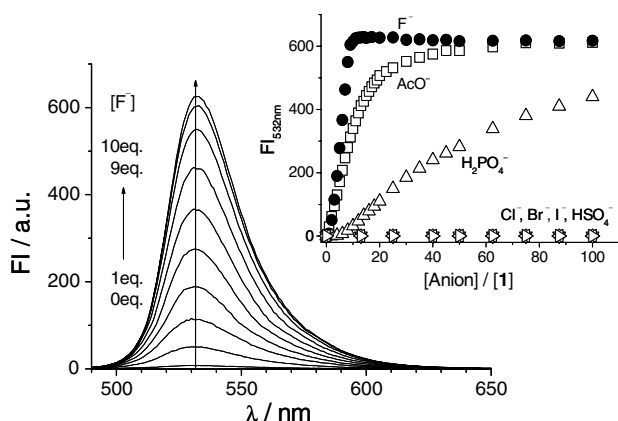 [F⁻]
10eq.
9eq.
1eq.
0eq.
FI / a.u.
600
400
200
0
500
550
600
650
λ / nm
F⁻
AcO⁻
H₂PO₄⁻
Cl⁻, Br⁻, I⁻, HSO₄⁻
FI₅₃₂ₙₘ
600
400
200
0
0
20
40
60
80
100
[Anion] / [1]